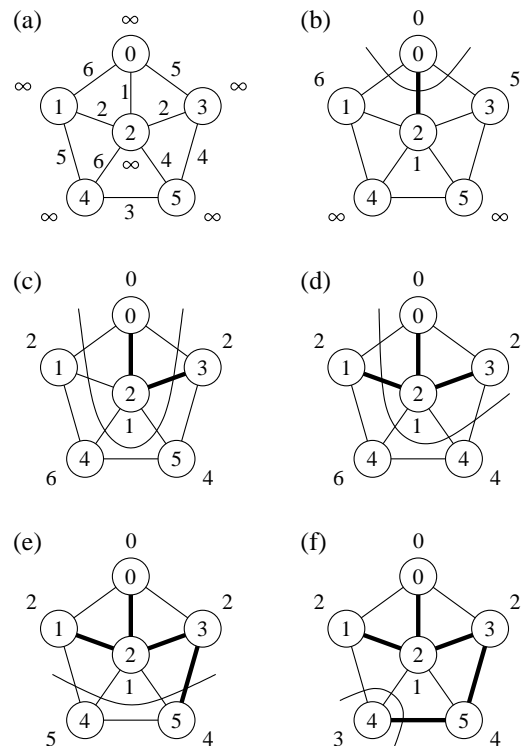 (a) ∞ (b) 0
0 0
∞ 6 5 ∞ 6 5
1 1 2 2 3 1 3
2 2
5 6 ∞ 4 4 1
4 5 4 5
∞ 3 ∞ ∞ ∞
(c) 0 (d) 0
0 0
2 2 2 2
1 3 1 3
2 2
1 1
4 5 4 4
6 4 6 4
(e) 0 (f) 0
0 0
2 2 2 2
1 3 1 3
2 2
1 1
4 5 4 5
5 4 3 4